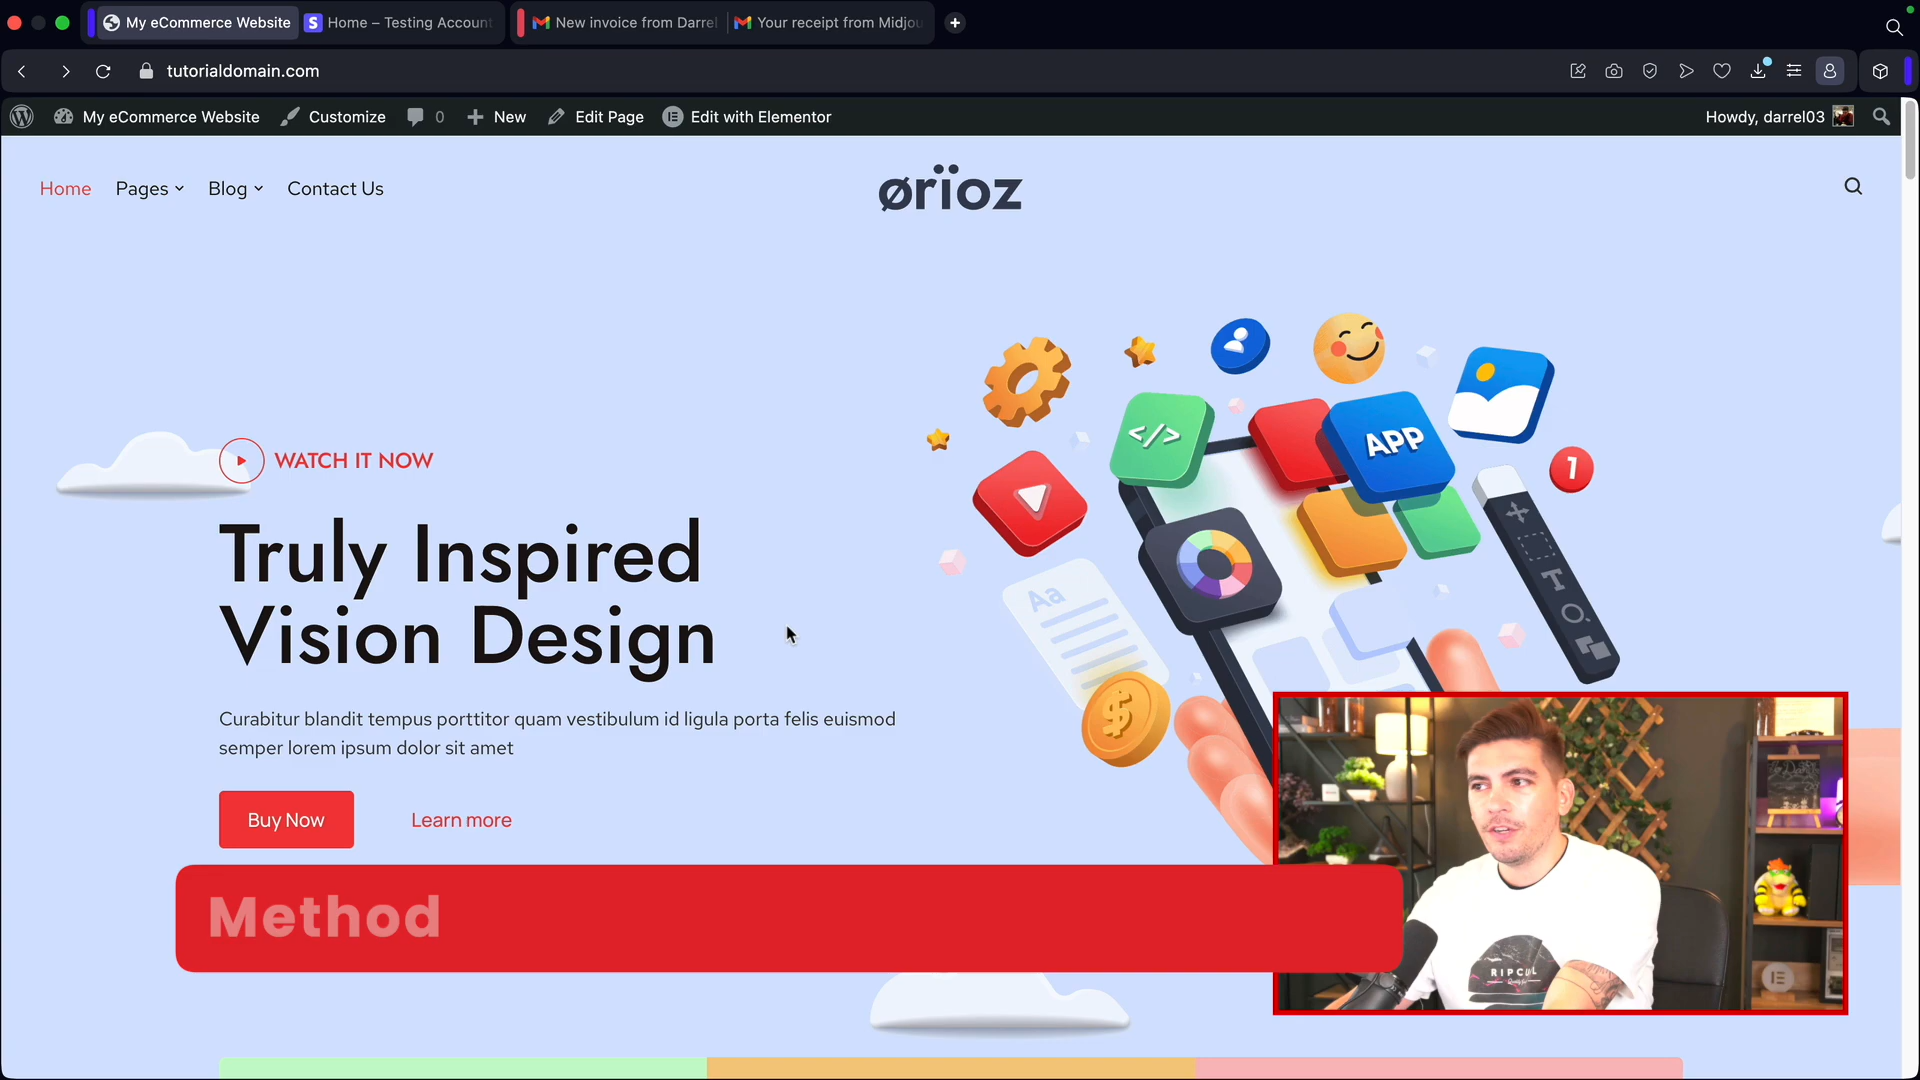 My eCommerce Website
Home – Testing Account
New invoice from Darrel
Your receipt from Midjou
tutorialdomain.com
My eCommerce Website
Customize
0
New
Edit Page
Edit with Elementor
Howdy, darrel03
Home
Pages
Blog
Contact Us
ørïoz
</>
APP
1
WATCH IT NOW
Truly Inspired
Vision Design
Aa
T
$
Curabitur blandit tempus porttitor quam vestibulum id ligula porta felis euismod
semper lorem ipsum dolor sit amet
Buy Now
Learn more
Method
RIPCURL